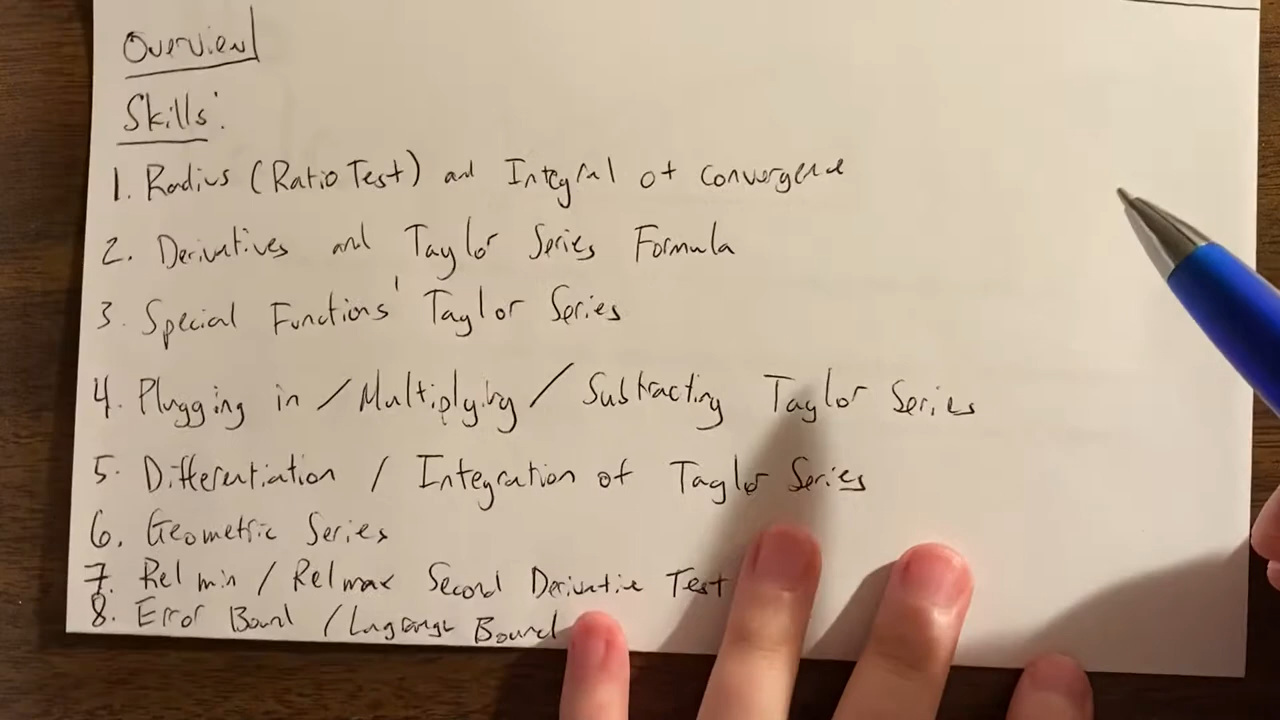 Overview
Skills:
1. Radius (Ratio Test) and Integral of Convergence
2. Derivatives and Taylor Series Formula
3. Special Functions' Taylor Series
4. Plugging in / Multiplying / Subtracting Taylor Series
5. Differentiation / Integration of Taylor Series
6. Geometric Series
7. Rel min / Rel max Second Derivative Test
8. Error Bound / Lagrange Bound